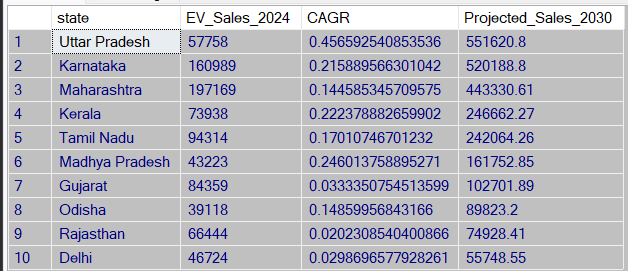 state EV_Sales_2024 CAGR Projected_Sales_2030
1 Uttar Pradesh 57758 0.456592540853536 551620.8
2 Karnataka 160989 0.215889566301042 520188.8
3 Maharashtra 197169 0.144585345709575 443330.61
4 Kerala 73938 0.222378882659902 246662.27
5 Tamil Nadu 94314 0.17010746701232 242064.26
6 Madhya Pradesh 43223 0.246013758895271 161752.85
7 Gujarat 84359 0.0333350754513599 102701.89
8 Odisha 39118 0.14859956843166 89823.2
9 Rajasthan 66444 0.0202308540400866 74928.41
10 Delhi 46724 0.0298696577928261 55748.55